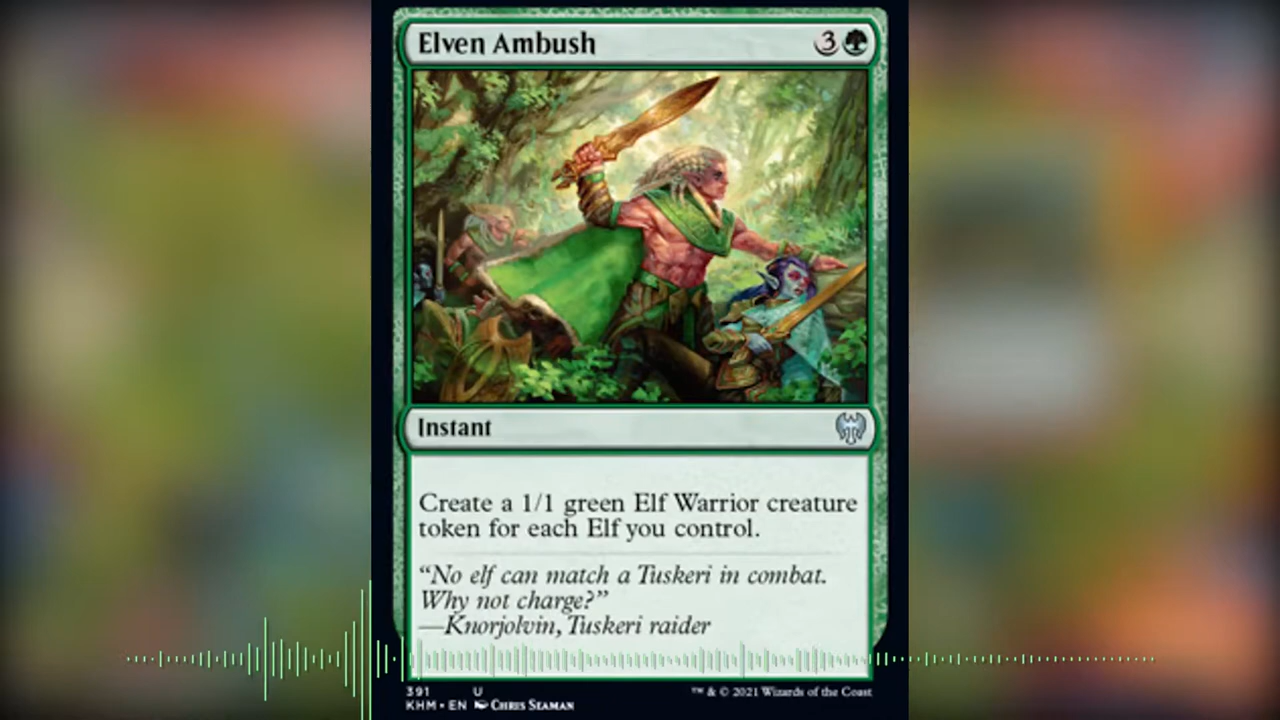 Elven Ambush 3
Instant
Create a 1/1 green Elf Warrior creature
token for each Elf you control.
“No elf can match a Tuskeri in combat.
Why not charge?”
—Knorjolvin, Tuskeri raider
391 U
KHM • EN Chris Seaman
™ & © 2021 Wizards of the Coast